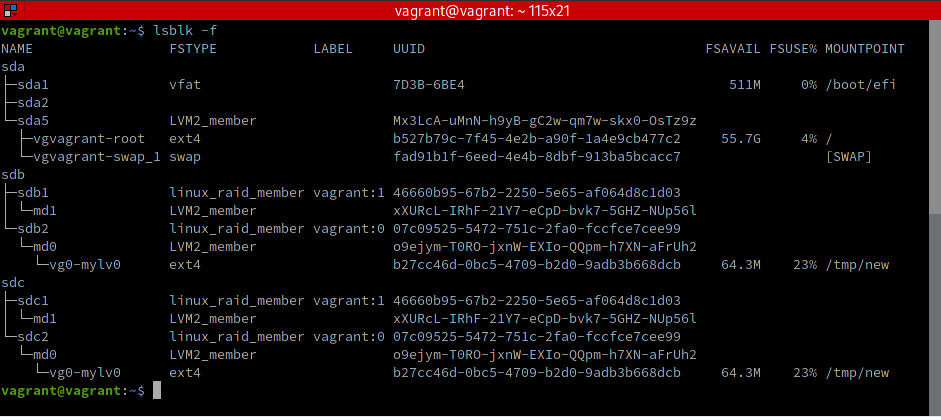 vagrant@vagrant: ~ 115x21
vagrant@vagrant:~$ lsblk -f
NAME                  FSTYPE            LABEL     UUID                                   FSAVAIL FSUSE% MOUNTPOINT
sda
├─sda1                vfat                        7D3B-6BE4                                 511M     0% /boot/efi
├─sda2
└─sda5                LVM2_member                 Mx3LcA-uMnN-h9yB-gC2w-qm7w-skx0-OsTz9z
  ├─vgvagrant-root    ext4                        b527b79c-7f45-4e2b-a90f-1a4e9cb477c2     55.7G     4% /
  └─vgvagrant-swap_1  swap                        fad91b1f-6eed-4e4b-8dbf-913ba5bcacc7                  [SWAP]
sdb
├─sdb1                linux_raid_member vagrant:1 46660b95-67b2-2250-5e65-af064d8c1d03
│ └─md1               LVM2_member                 xXURcL-IRhF-21Y7-eCpD-bvk7-5GHZ-NUp56l
└─sdb2                linux_raid_member vagrant:0 07c09525-5472-751c-2fa0-fccfce7cee99
  └─md0               LVM2_member                 o9ejym-T0RO-jxnW-EXIo-QQpm-h7XN-aFrUh2
    └─vg0-mylv0       ext4                        b27cc46d-0bc5-4709-b2d0-9adb3b668dcb     64.3M    23% /tmp/new
sdc
├─sdc1                linux_raid_member vagrant:1 46660b95-67b2-2250-5e65-af064d8c1d03
│ └─md1               LVM2_member                 xXURcL-IRhF-21Y7-eCpD-bvk7-5GHZ-NUp56l
└─sdc2                linux_raid_member vagrant:0 07c09525-5472-751c-2fa0-fccfce7cee99
  └─md0               LVM2_member                 o9ejym-T0RO-jxnW-EXIo-QQpm-h7XN-aFrUh2
    └─vg0-mylv0       ext4                        b27cc46d-0bc5-4709-b2d0-9adb3b668dcb     64.3M    23% /tmp/new
vagrant@vagrant:~$